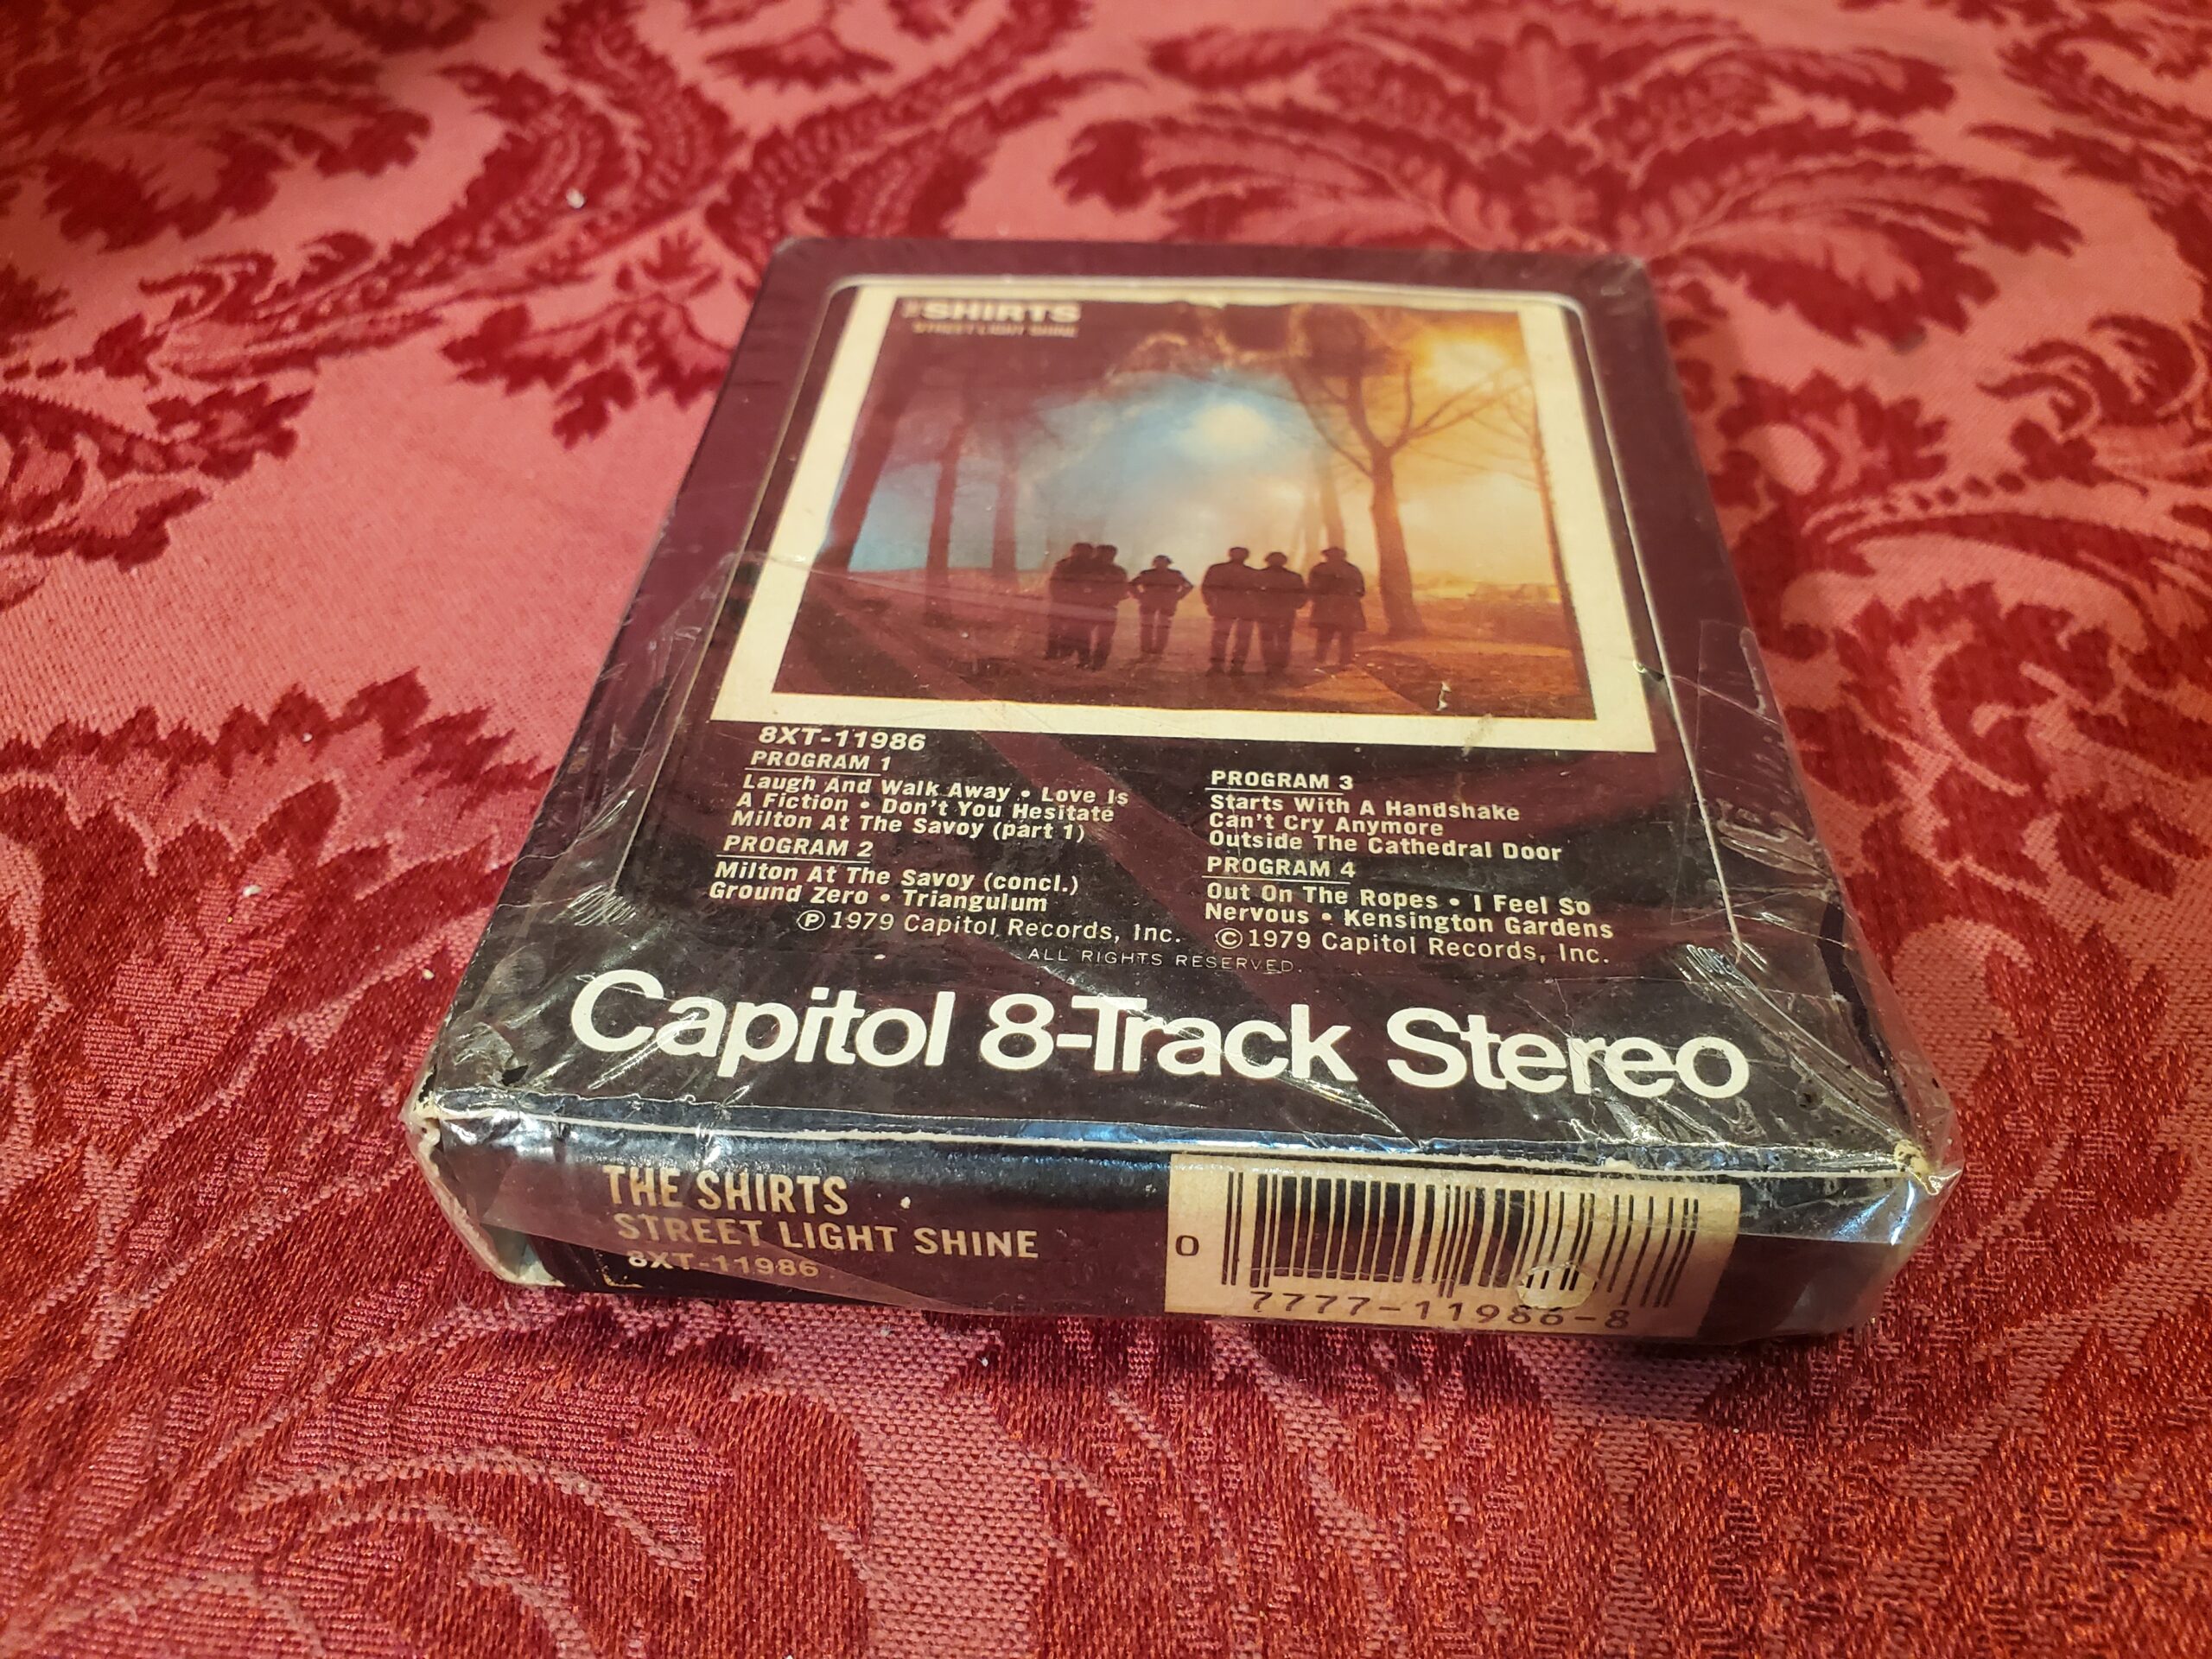 THE SHIRTS
STREET LIGHT SHINE
8XT-11986
PROGRAM 1
Laugh And Walk Away • Love Is
A Fiction • Don't You Hesitate
Milton At The Savoy (part 1)
PROGRAM 2
Milton At The Savoy (concl.)
Ground Zero • Triangulum
PROGRAM 3
Starts With A Handshake
Can't Cry Anymore
Outside The Cathedral Door
PROGRAM 4
Out On The Ropes • I Feel So
Nervous • Kensington Gardens
Ⓟ1979 Capitol Records, Inc. ©1979 Capitol Records, Inc.
ALL RIGHTS RESERVED.
Capitol 8-Track Stereo
THE SHIRTS
STREET LIGHT SHINE
8XT-11986
0
7777-11986-8